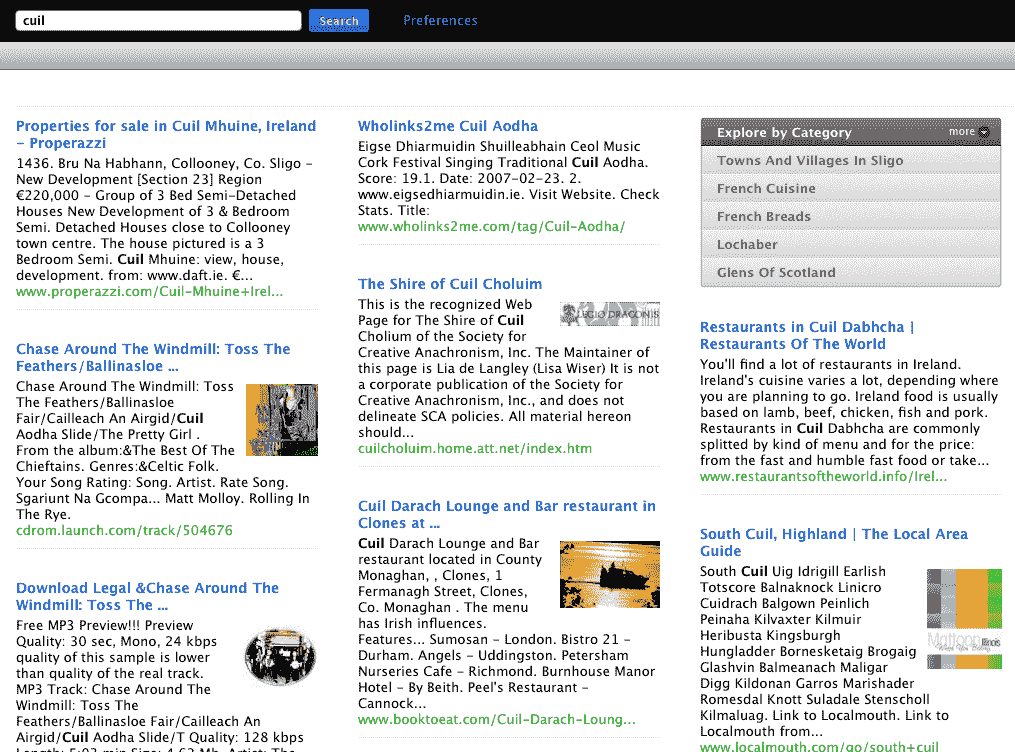 cuil
Search
Preferences
Properties for sale in Cuil Mhuine, Ireland
– Properazzi
1436. Bru Na Habhann, Collooney, Co. Sligo –
New Development [Section 23] Region
€220,000 – Group of 3 Bed Semi-Detached
Houses New Development of 3 & Bedroom
Semi. Detached Houses close to Collooney
town centre. The house pictured is a 3
Bedroom Semi. Cuil Mhuine: view, house,
development. from: www.daft.ie. €...
www.properazzi.com/Cuil-Mhuine+Irel...
Chase Around The Windmill: Toss The
Feathers/Ballinasloe ...
Chase Around The Windmill: Toss
The Feathers/Ballinasloe
Fair/Cailleach An Airgid/Cuil
Aodha Slide/The Pretty Girl .
From the album:&The Best Of The
Chieftains. Genres:&Celtic Folk.
Your Song Rating: Song. Artist. Rate Song.
Sgariunt Na Gcompa... Matt Molloy. Rolling In
The Rye.
cdrom.launch.com/track/504676
Download Legal &Chase Around The
Windmill: Toss The ...
Free MP3 Preview!!! Preview
Quality: 30 sec, Mono, 24 kbps
quality of this sample is lower
than quality of the real track.
MP3 Track: Chase Around The
Windmill: Toss The
Feathers/Ballinasloe Fair/Cailleach An
Airgid/Cuil Aodha Slide/T Quality: 128 kbps
Length: 5:03 min Size: 4.62 Mb. Artist: The
Wholinks2me Cuil Aodha
Eigse Dhiarmuidin Shuilleabhain Ceol Music
Cork Festival Singing Traditional Cuil Aodha.
Score: 19.1. Date: 2007-02-23. 2.
www.eigsedhiarmuidin.ie. Visit Website. Check
Stats. Title:
www.wholinks2me.com/tag/Cuil-Aodha/
The Shire of Cuil Choluim
This is the recognized Web
Page for The Shire of Cuil
Cholium of the Society for
Creative Anachronism, Inc. The Maintainer of
this page is Lia de Langley (Lisa Wiser) It is not
a corporate publication of the Society for
Creative Anachronism, Inc., and does not
delineate SCA policies. All material hereon
should...
LEGIO DRACONIS
cuilcholuim.home.att.net/index.htm
Cuil Darach Lounge and Bar restaurant in
Clones at ...
Cuil Darach Lounge and Bar
restaurant located in County
Monaghan, , Clones, 1
Fermanagh Street, Clones,
Co. Monaghan . The menu
has Irish influences.
Features... Sumosan – London. Bistro 21 –
Durham. Angels – Uddingston. Petersham
Nurseries Cafe – Richmond. Burnhouse Manor
Hotel – By Beith. Peel's Restaurant –
Cannock...
www.booktoeat.com/Cuil-Darach-Loung...
Explore by Category
more
Towns And Villages In Sligo
French Cuisine
French Breads
Lochaber
Glens Of Scotland
Restaurants in Cuil Dabhcha |
Restaurants Of The World
You'll find a lot of restaurants in Ireland.
Ireland's cuisine varies a lot, depending where
you are planning to go. Ireland food is usually
based on lamb, beef, chicken, fish and pork.
Restaurants in Cuil Dabhcha are commonly
splitted by kind of menu and for the price:
from the fast and humble fast food or take...
www.restaurantsoftheworld.info/Irel...
South Cuil, Highland | The Local Area
Guide
South Cuil Uig Idrigill Earlish
Totscore Balnaknock Linicro
Cuidrach Balgown Peinlich
Peinaha Kilvaxter Kilmuir
Heribusta Kingsburgh
Hungladder Bornesketaig Brogaig
Glashvin Balmeanach Maligar
Digg Kildonan Garros Marishader
Romesdal Knott Suladale Stenscholl
Kilmaluag. Link to Localmouth. Link to
Localmouth from...
Mattoon Illinois
www.localmouth.com/go/south+cuil